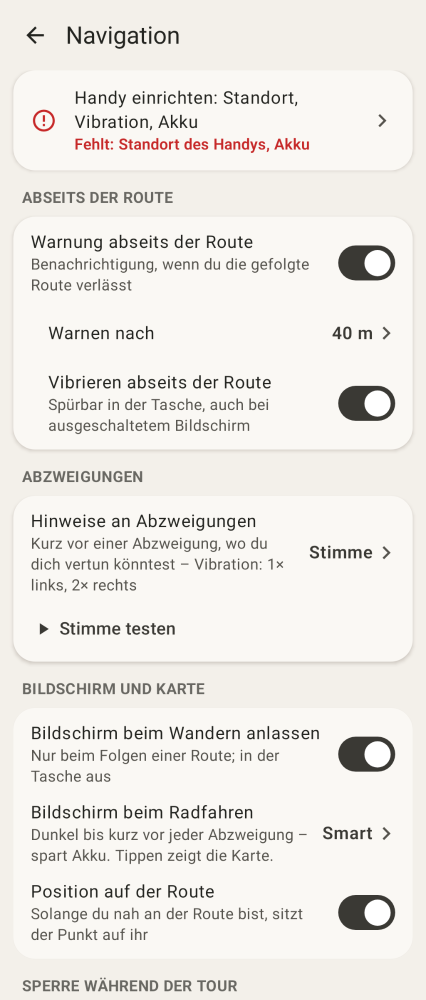 Navigation
Handy einrichten: Standort,
Vibration, Akku
Fehlt: Standort des Handys, Akku
ABSEITS DER ROUTE
Warnung abseits der Route
Benachrichtigung, wenn du die gefolgte
Route verlässt
Warnen nach
40 m
Vibrieren abseits der Route
Spürbar in der Tasche, auch bei
ausgeschaltetem Bildschirm
ABZWEIGUNGEN
Hinweise an Abzweigungen
Kurz vor einer Abzweigung, wo du
dich vertun könntest – Vibration: 1×
links, 2× rechts
Stimme
Stimme testen
BILDSCHIRM UND KARTE
Bildschirm beim Wandern anlassen
Nur beim Folgen einer Route; in der
Tasche aus
Bildschirm beim Radfahren
Dunkel bis kurz vor jeder Abzweigung –
spart Akku. Tippen zeigt die Karte.
Smart
Position auf der Route
Solange du nah an der Route bist, sitzt
der Punkt auf ihr
SPERRE WÄHREND DER TOUR